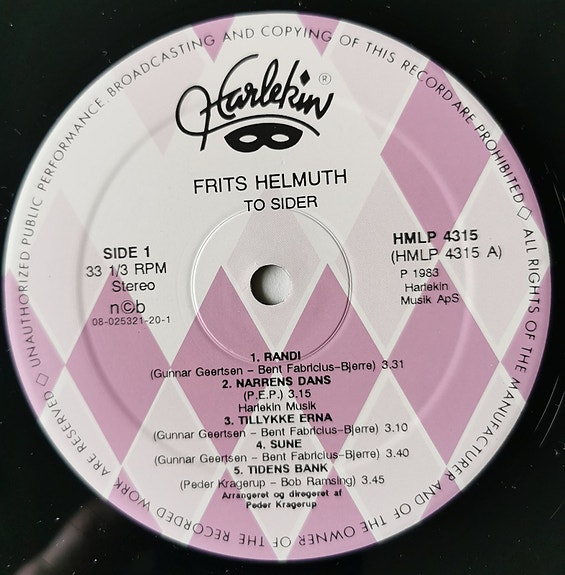 UNAUTHORIZED PUBLIC PERFORMANCE, BROADCASTING AND COPYING OF THIS RECORD ARE PROHIBITED ◇ ALL RIGHTS OF THE MANUFACTURER AND OF THE OWNER OF THE RECORDED WORK ARE RESERVED ◇
Harlekin ®
FRITS HELMUTH
TO SIDER
SIDE 1
33 1/3 RPM
Stereo
n©b
08-025321-20-1
HMLP 4315
(HMLP 4315 A)
P 1983
Harlekin
Musik ApS
1. RANDI
(Gunnar Geertsen - Bent Fabricius-Bjerre) 3.31
2. NARRENS DANS
(P.E.P.) 3.15
Harlekin Musik
3. TILLYKKE ERNA
(Gunnar Geertsen - Bent Fabricius-Bjerre) 3.10
4. SUNE
(Gunnar Geertsen - Bent Fabricius-Bjerre) 3.40
5. TIDENS BANK
(Peder Kragerup - Bob Ramsing) 3.45
Arrangeret og dirigeret af
Peder Kragerup